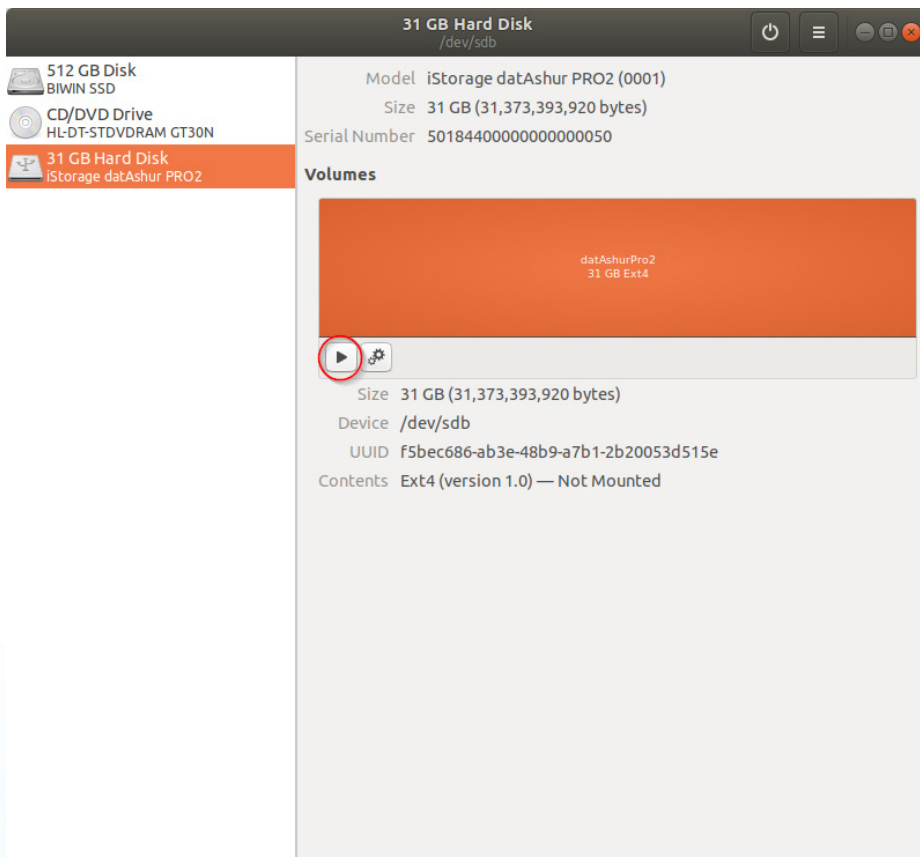 31 GB Hard Disk
/dev/sdb
512 GB Disk
BIWIN SSD
CD/DVD Drive
HL-DT-STDVDRAM GT30N
31 GB Hard Disk
iStorage datAshur PRO2
Model iStorage datAshur PRO2 (0001)
Size 31 GB (31,373,393,920 bytes)
Serial Number 50184400000000000050
Volumes
datAshurPro2
31 GB Ext4
Size 31 GB (31,373,393,920 bytes)
Device /dev/sdb
UUID f5bec686-ab3e-48b9-a7b1-2b20053d515e
Contents Ext4 (version 1.0) — Not Mounted